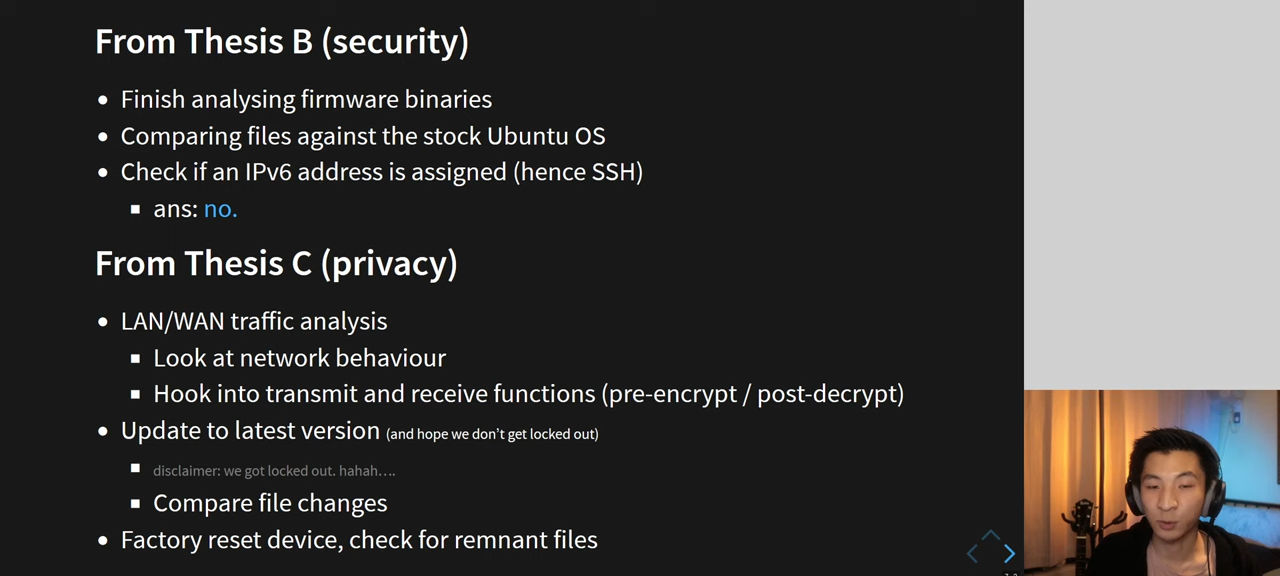 From Thesis B (security)
Finish analysing firmware binaries
Comparing files against the stock Ubuntu OS
Check if an IPv6 address is assigned (hence SSH)
ans: no.
From Thesis C (privacy)
LAN/WAN traffic analysis
Look at network behaviour
Hook into transmit and receive functions (pre-encrypt / post-decrypt)
Update to latest version (and hope we don't get locked out)
disclaimer: we got locked out. hahah....
Compare file changes
Factory reset device, check for remnant files